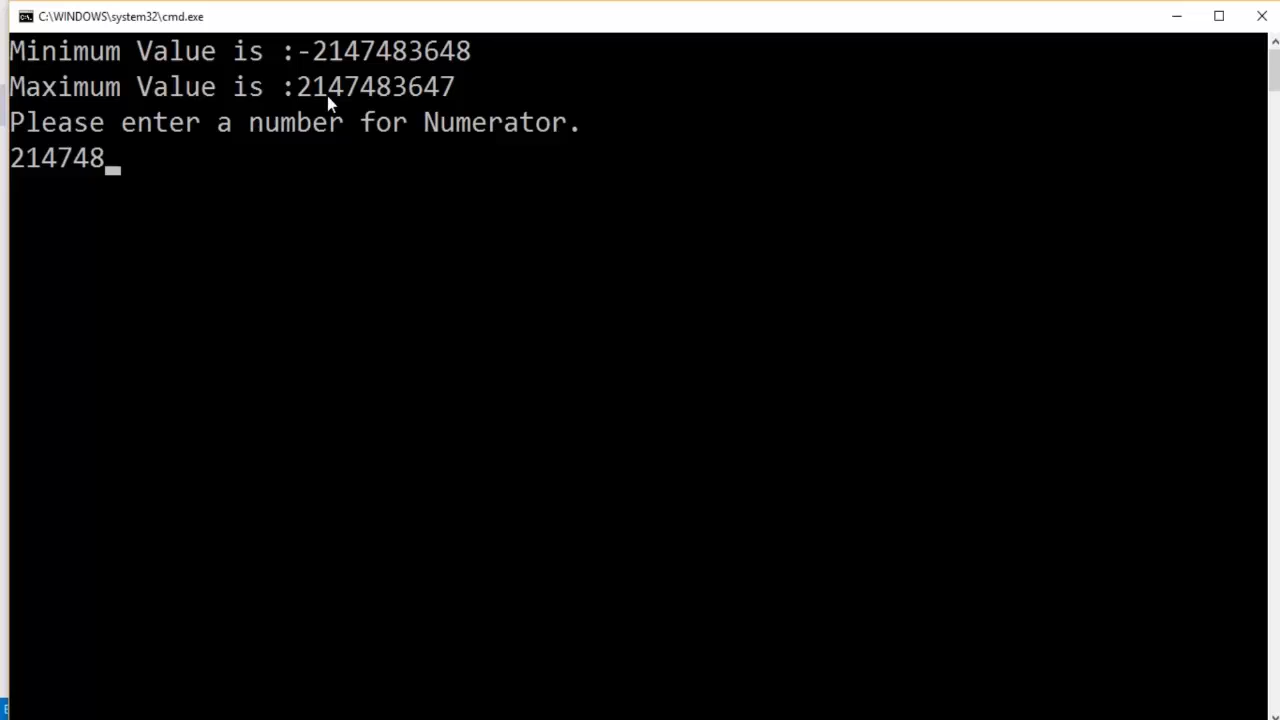 C:\WINDOWS\system32\cmd.exe
Minimum Value is :-2147483648
Maximum Value is :2147483647
Please enter a number for Numerator.
214748